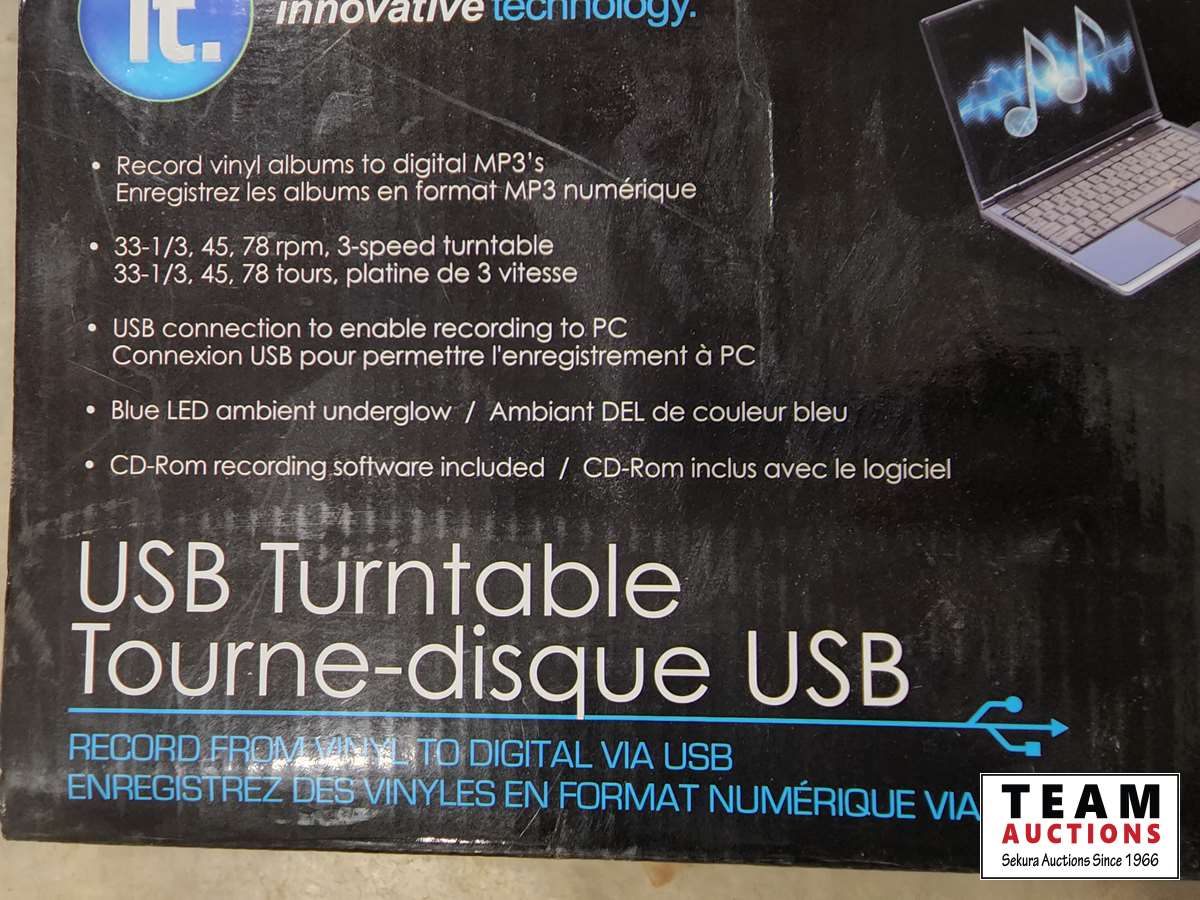 it.
innovative technology.
• Record vinyl albums to digital MP3's
Enregistrez les albums en format MP3 numérique
• 33-1/3, 45, 78 rpm, 3-speed turntable
33-1/3, 45, 78 tours, platine de 3 vitesse
• USB connection to enable recording to PC
Connexion USB pour permettre l'enregistrement à PC
• Blue LED ambient underglow / Ambiant DEL de couleur bleu
• CD-Rom recording software included / CD-Rom inclus avec le logiciel
USB Turntable
Tourne-disque USB
RECORD FROM VINYL TO DIGITAL VIA USB
ENREGISTREZ DES VINYLES EN FORMAT NUMÉRIQUE VIA
TEAM
AUCTIONS
Sekura Auctions Since 1966